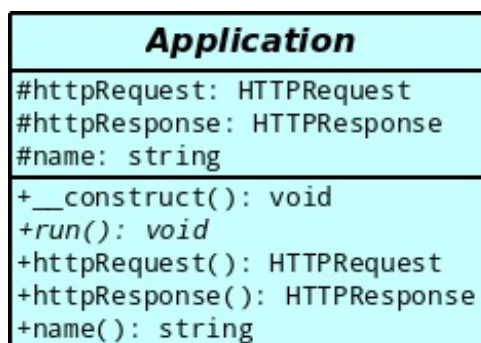 Application
#httpRequest: HTTPRequest
#httpResponse: HTTPResponse
#name: string
+__construct(): void
+run(): void
+httpRequest(): HTTPRequest
+httpResponse(): HTTPResponse
+name(): string